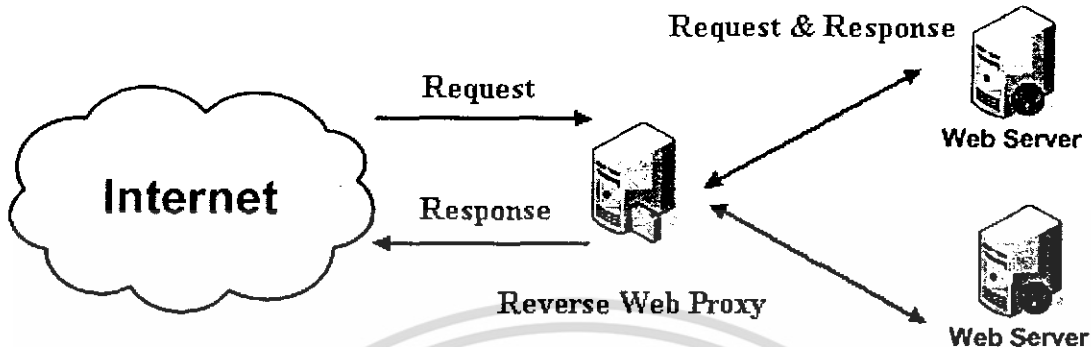 Request & Response
Request
Web Server
Internet
Response
Reverse Web Proxy
Web Server